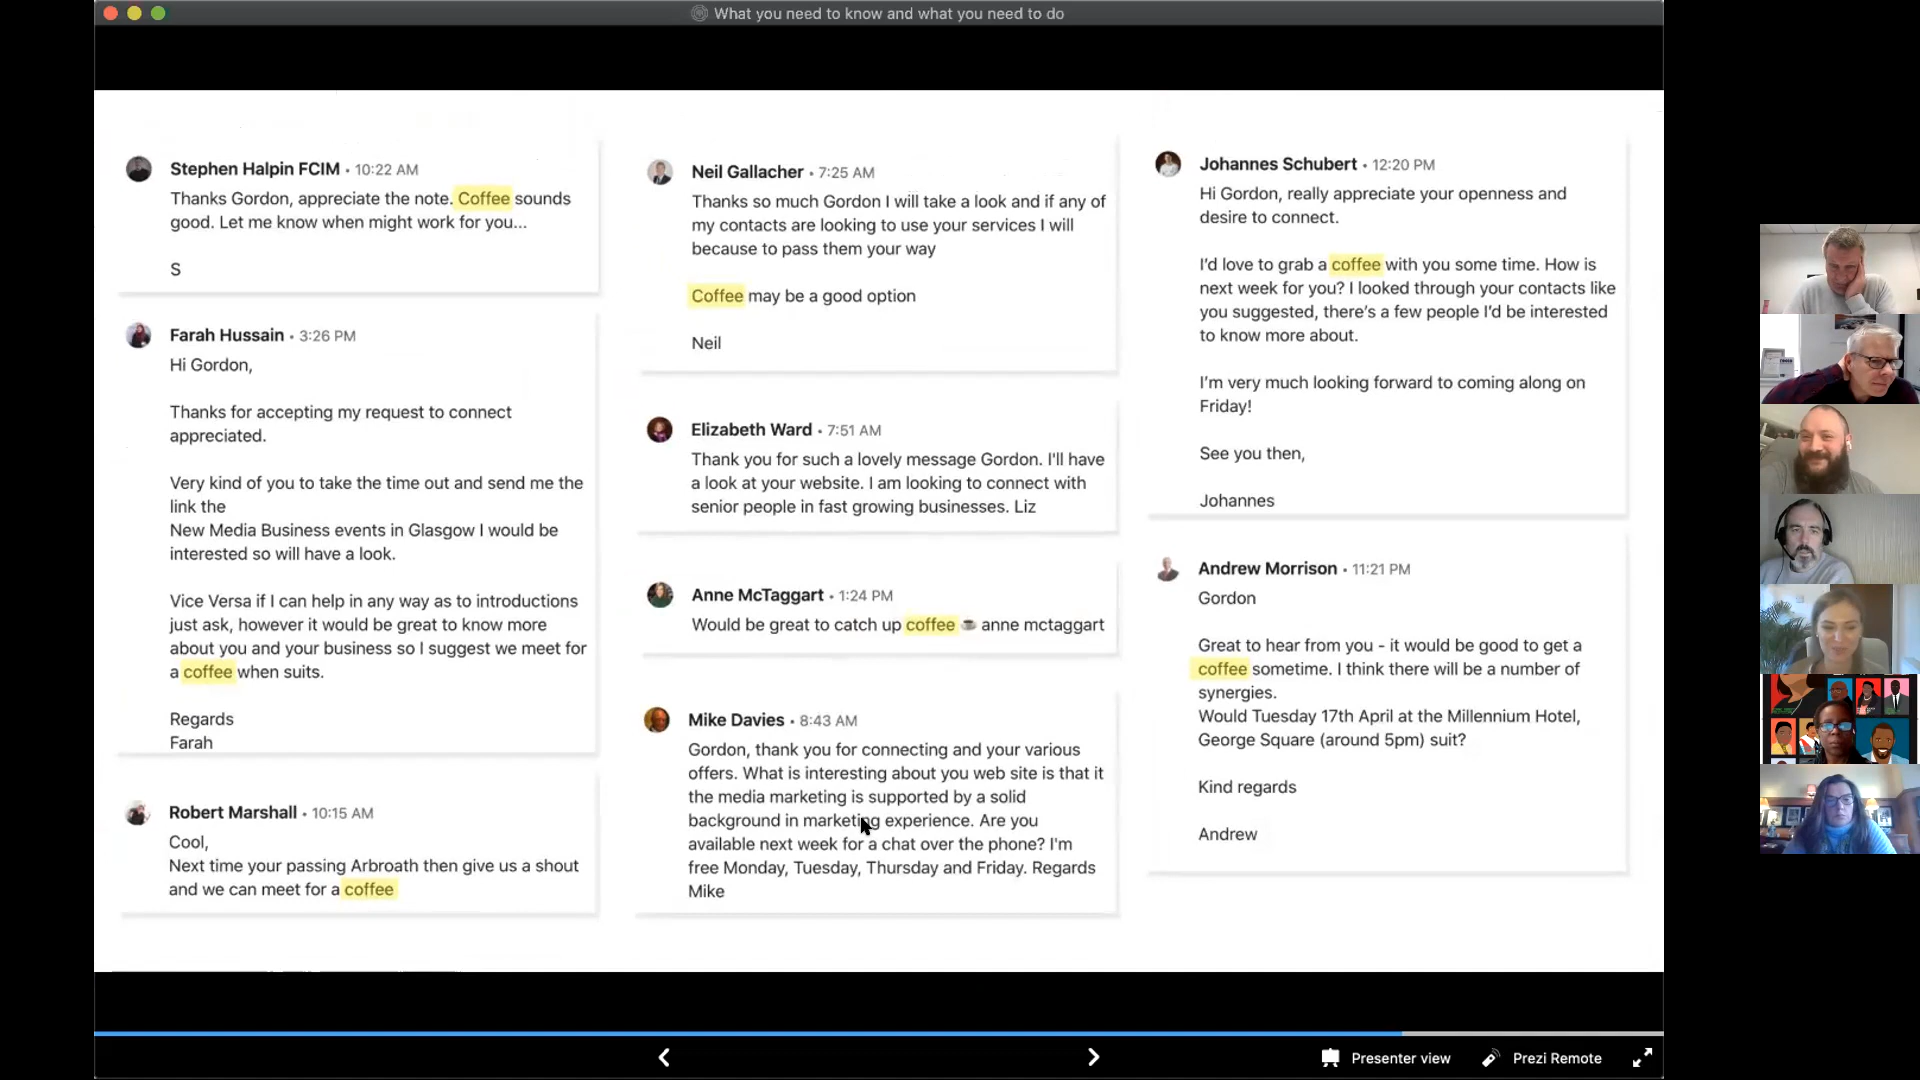 What you need to know and what you need to do
Stephen Halpin FCIM • 10:22 AM
Thanks Gordon, appreciate the note. Coffee sounds
good. Let me know when might work for you...
S
Farah Hussain • 3:26 PM
Hi Gordon,
Thanks for accepting my request to connect
appreciated.
Very kind of you to take the time out and send me the
link the
New Media Business events in Glasgow I would be
interested so will have a look.
Vice Versa if I can help in any way as to introductions
just ask, however it would be great to know more
about you and your business so I suggest we meet for
a coffee when suits.
Regards
Farah
Robert Marshall • 10:15 AM
Cool,
Next time your passing Arbroath then give us a shout
and we can meet for a coffee
Neil Gallacher • 7:25 AM
Thanks so much Gordon I will take a look and if any of
my contacts are looking to use your services I will
because to pass them your way
Coffee may be a good option
Neil
Elizabeth Ward • 7:51 AM
Thank you for such a lovely message Gordon. I'll have
a look at your website. I am looking to connect with
senior people in fast growing businesses. Liz
Anne McTaggart • 1:24 PM
Would be great to catch up coffee ☕ anne mctaggart
Mike Davies • 8:43 AM
Gordon, thank you for connecting and your various
offers. What is interesting about you web site is that it
the media marketing is supported by a solid
background in marketing experience. Are you
available next week for a chat over the phone? I'm
free Monday, Tuesday, Thursday and Friday. Regards
Mike
Johannes Schubert • 12:20 PM
Hi Gordon, really appreciate your openness and
desire to connect.
I'd love to grab a coffee with you some time. How is
next week for you? I looked through your contacts like
you suggested, there's a few people I'd be interested
to know more about.
I'm very much looking forward to coming along on
Friday!
See you then,
Johannes
Andrew Morrison • 11:21 PM
Gordon
Great to hear from you - it would be good to get a
coffee sometime. I think there will be a number of
synergies.
Would Tuesday 17th April at the Millennium Hotel,
George Square (around 5pm) suit?
Kind regards
Andrew
Presenter view
Prezi Remote